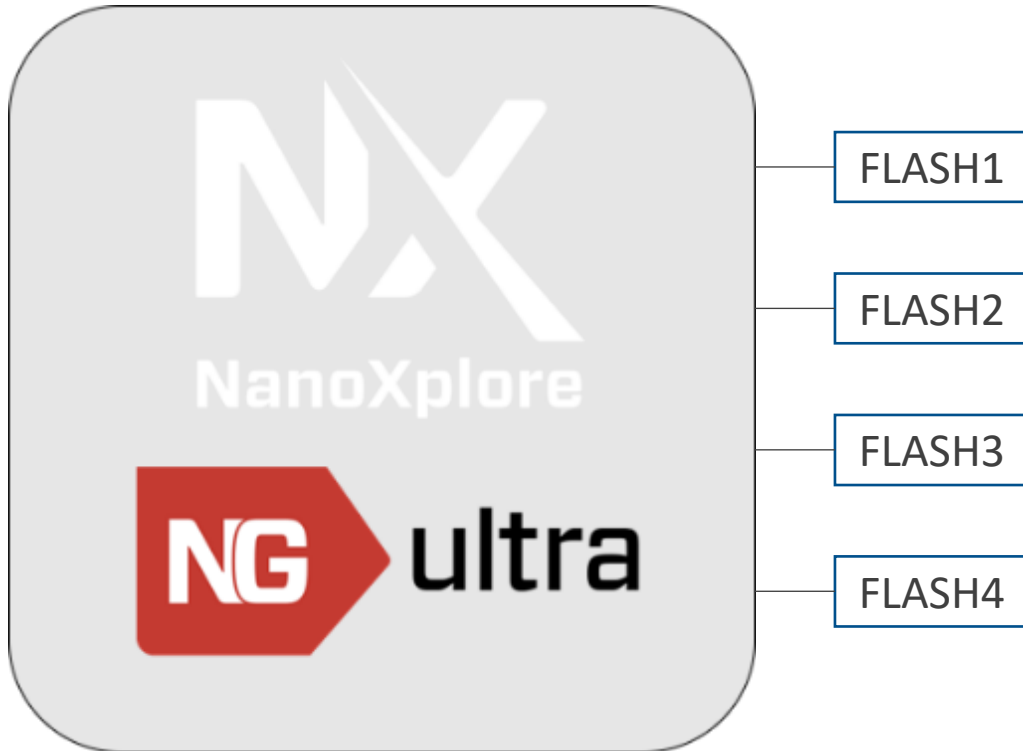 NX
NanoXplore
NG ultra
FLASH1
FLASH2
FLASH3
FLASH4